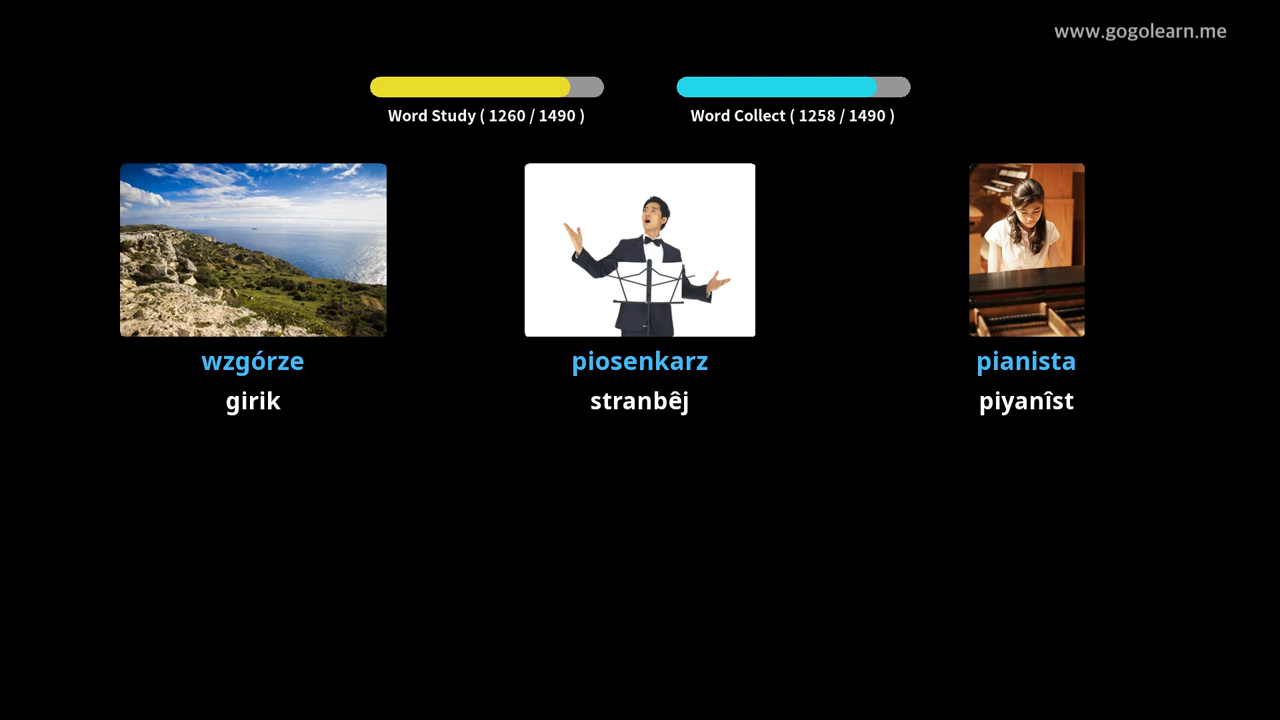 www.gogolearn.me
Word Study ( 1260 / 1490 )
Word Collect ( 1258 / 1490 )
wzgórze
piosenkarz
pianista
girik
stranbêj
piyanîst